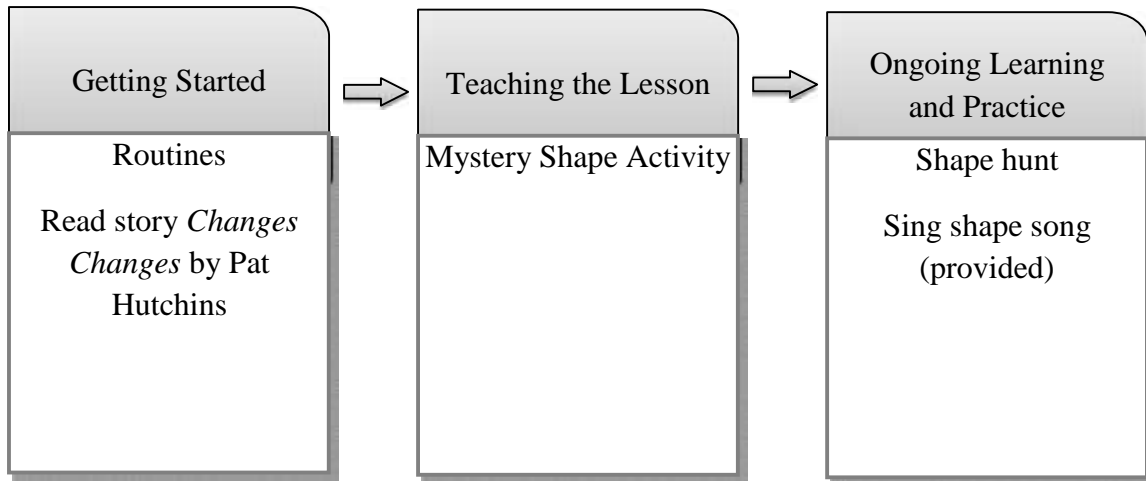 Getting Started
Routines
Read story Changes
Changes by Pat
Hutchins
Teaching the Lesson
Mystery Shape Activity
Ongoing Learning
and Practice
Shape hunt
Sing shape song
(provided)